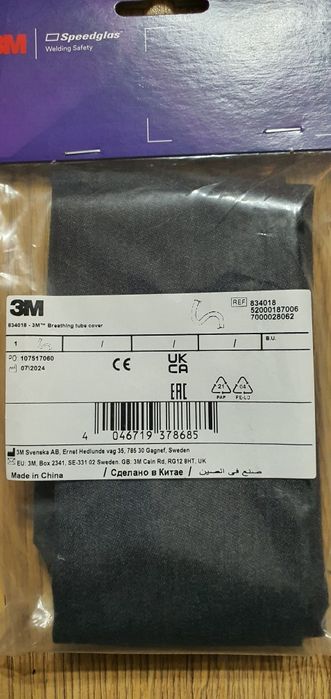 3M Speedglas™
Welding Safety
3M
834018 - 3M™ Breathing tube cover
REF 834018
52000187006
7000028062
1 / / / / B.U.
PO 107517060
07\2024
CE
UK
CA
EAC
21
PAP
04
PE-LD
4 046719 378685
3M Svenska AB, Ernst Hedlunds väg 35, 785 30 Gagnef, Sweden
EU: 3M, Box 2341, SE-331 02 Sweden. GB: 3M Cain Rd, RG12 8HT, UK
Made in China / Сделано в Китае / صنع في الصين